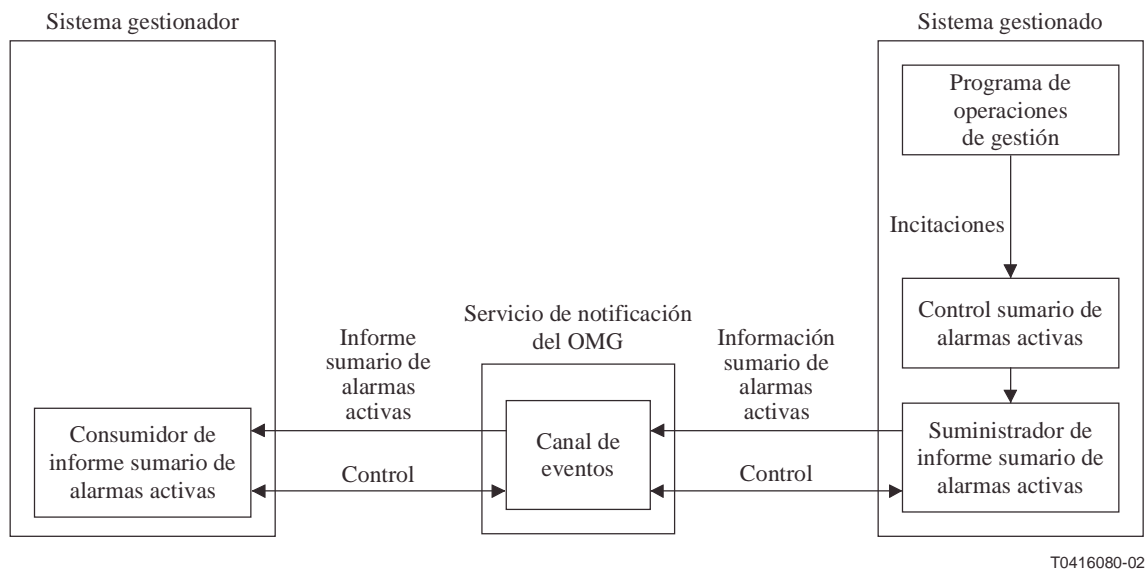 Sistema gestionador
Sistema gestionado
Programa de
operaciones
de gestión
Incitaciones
Control sumario de
alarmas activas
Servicio de notificación
del OMG
Informe
sumario de
alarmas
activas
Información
sumario de
alarmas
activas
Consumidor de
informe sumario de
alarmas activas
Canal de
eventos
Suministrador de
informe sumario de
alarmas activas
Control
Control
T0416080-02